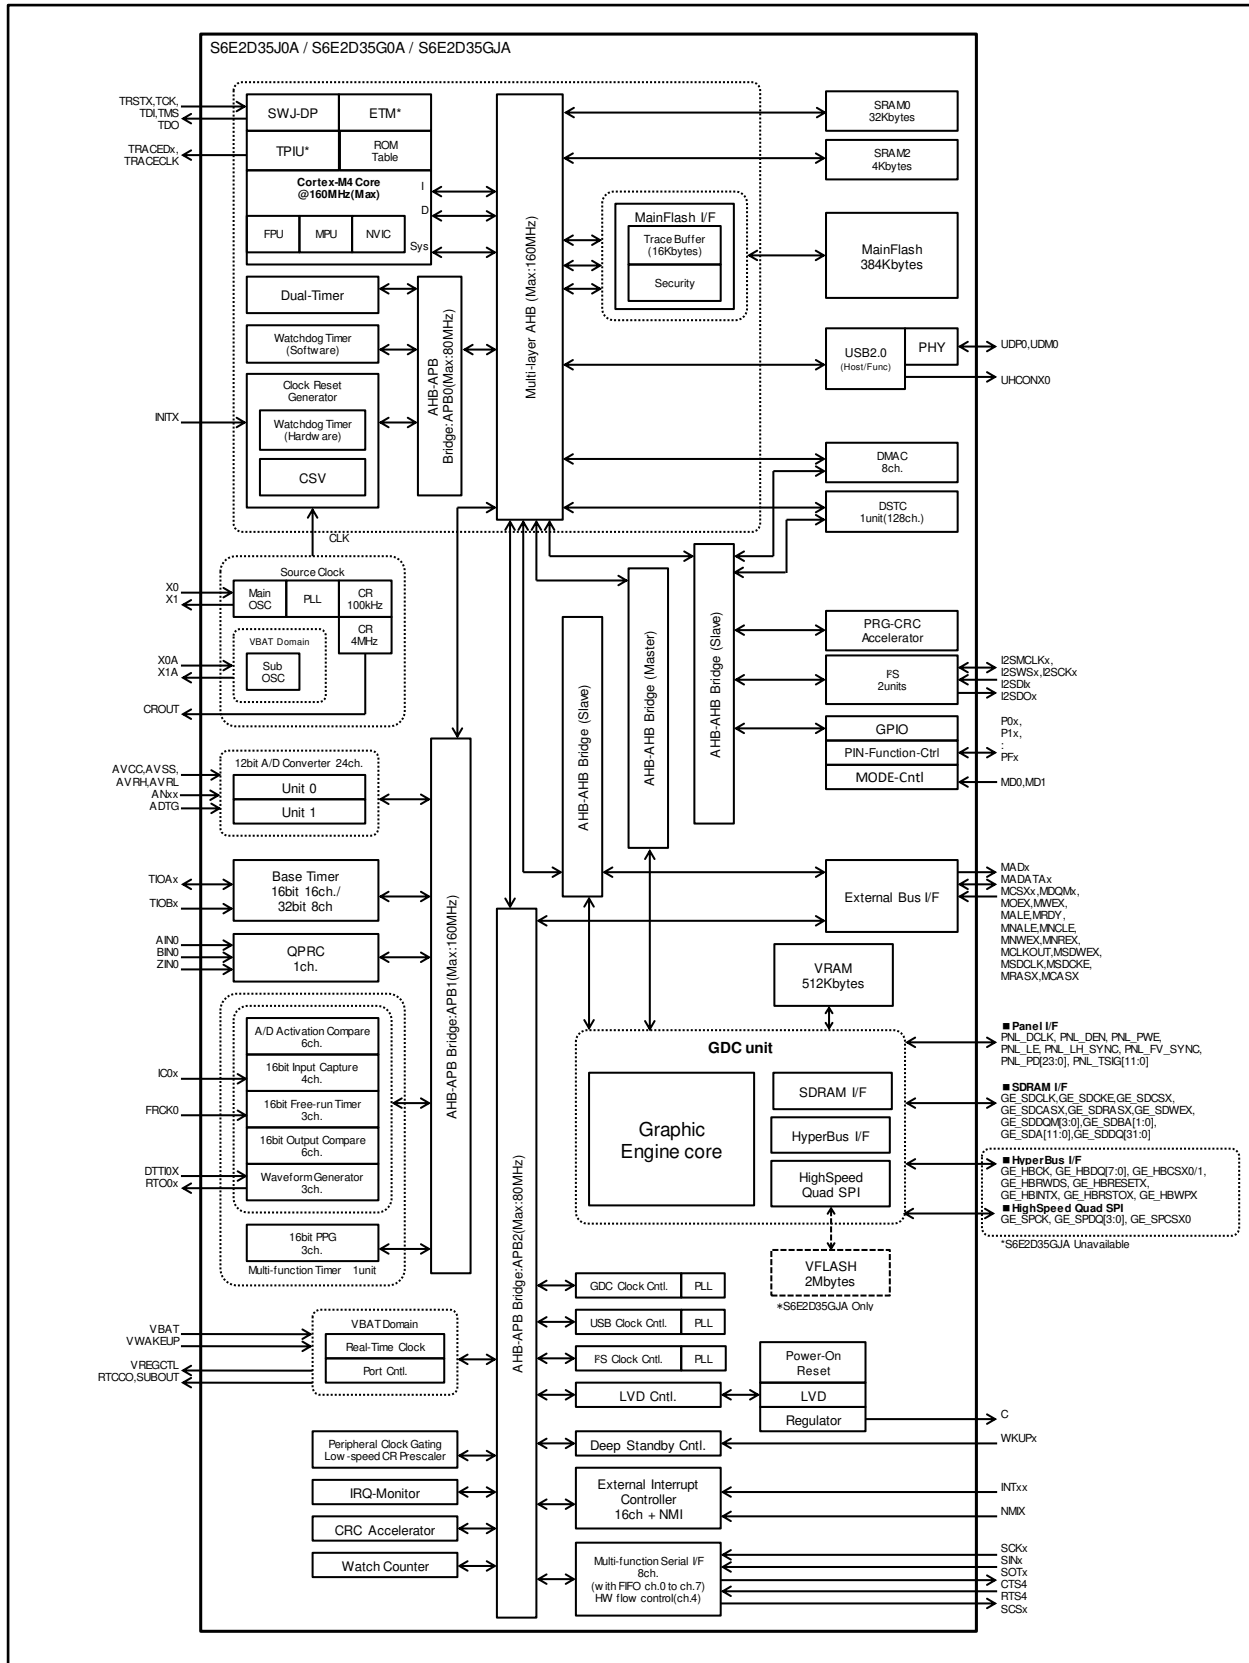 S6E2D35J0A / S6E2D35G0A / S6E2D35GJA
TRSTX,TCK,
TDI,TMS
TDO
TRACEDx,
TRACECLK
SWJ-DP
ETM*
TPIU*
ROM
Table
Cortex-M4 Core
@160MHz(Max)
I
D
Sys
FPU
MPU
NVIC
Dual-Timer
Watchdog Timer
(Software)
Clock Reset
Generator
Watchdog Timer
(Hardware)
CSV
INITX
CLK
AHB-APB
Bridge:APB0(Max:80MHz)
Multi-layer AHB (Max:160MHz)
MainFlash I/F
Trace Buffer
(16Kbytes)
Security
SRAM0
32Kbytes
SRAM2
4Kbytes
MainFlash
384Kbytes
USB2.0
(Host/Func)
PHY
UDP0,UDM0
UHCONX0
DMAC
8ch.
DSTC
1unit(128ch.)
Source Clock
Main
OSC
PLL
CR
100kHz
CR
4MHz
VBAT Domain
Sub
OSC
X0
X1
X0A
X1A
CROUT
AHB-AHB Bridge (Slave)
AHB-AHB Bridge (Master)
AHB-AHB Bridge (Slave)
PRG-CRC
Accelerator
I²S
2units
I2SMCLKx,
I2SWSx,I2SCKx
I2SDIx
I2SDOx
GPIO
PIN-Function-Ctrl
MODE-Cntl
P0x,
P1x,
:
PFx
MD0,MD1
AVCC,AVSS,
AVRH,AVRL
ANxx
ADTG
12bit A/D Converter 24ch.
Unit 0
Unit 1
TIOAx
TIOBx
Base Timer
16bit 16ch./
32bit 8ch
AIN0
BIN0
ZIN0
QPRC
1ch.
AHB-APB Bridge:APB1(Max:160MHz)
AHB-APB Bridge:APB2(Max:80MHz)
External Bus I/F
MADx
MADATAx
MCSXx,MDQMx,
MOEX,MWEX,
MALE,MRDY,
MNALE,MNCLE,
MNWEX,MNREX,
MCLKOUT,MSDWEX,
MSDCLK,MSDCKE,
MRASX,MCASX
VRAM
512Kbytes
A/D Activation Compare
6ch.
16bit Input Capture
4ch.
16bit Free-run Timer
3ch.
16bit Output Compare
6ch.
Waveform Generator
3ch.
16bit PPG
3ch.
Multi-function Timer 1unit
IC0x
FRCK0
DTTI0X
RTO0x
GDC unit
Graphic
Engine core
SDRAM I/F
HyperBus I/F
HighSpeed
Quad SPI
VFLASH
2Mbytes
*S6E2D35GJA Only
■ Panel I/F
PNL_DCLK, PNL_DEN, PNL_PWE,
PNL_LE, PNL_LH_SYNC, PNL_FV_SYNC,
PNL_PD[23:0], PNL_TSIG[11:0]
■ SDRAM I/F
GE_SDCLK,GE_SDCKE,GE_SDCSX,
GE_SDCASX,GE_SDRASX,GE_SDWEX,
GE_SDDQM[3:0],GE_SDBA[1:0],
GE_SDA[11:0],GE_SDDQ[31:0]
■ HyperBus I/F
GE_HBCK, GE_HBDQ[7:0], GE_HBCSX0/1,
GE_HBRWDS, GE_HBRESETX,
GE_HBINTX, GE_HBRSTOX, GE_HBWPX
■ HighSpeed Quad SPI
GE_SPCK, GE_SPDQ[3:0], GE_SPCSX0
*S6E2D35GJA Unavailable
VBAT
VWAKEUP
VREGCTL
RTCCO,SUBOUT
VBAT Domain
Real-Time Clock
Port Cntl.
GDC Clock Cntl.
PLL
USB Clock Cntl.
PLL
I²S Clock Cntl.
PLL
LVD Cntl.
Power-On
Reset
LVD
Regulator
C
Deep Standby Cntl.
WKUPx
Peripheral Clock Gating
Low-speed CR Prescaler
IRQ-Monitor
CRC Accelerator
Watch Counter
External Interrupt
Controller
16ch + NMI
INTxx
NMIX
Multi-function Serial I/F
8ch.
(with FIFO ch.0 to ch.7)
HW flow control(ch.4)
SCKx
SINx
SOTx
CTS4
RTS4
SCSx